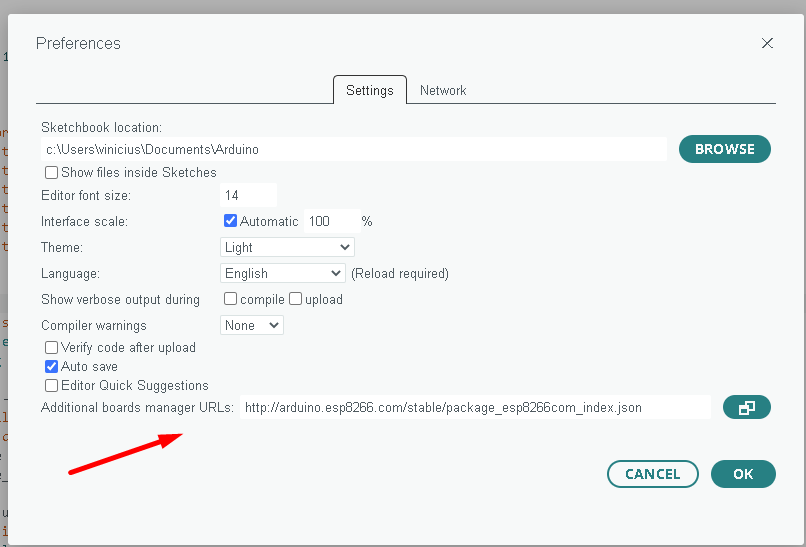 Preferences
Settings Network
Sketchbook location:
c:\Users\vinicius\Documents\Arduino BROWSE
Show files inside Sketches
Editor font size: 14
Interface scale: Automatic 100 %
Theme: Light
Language: English (Reload required)
Show verbose output during compile upload
Compiler warnings None
Verify code after upload
Auto save
Editor Quick Suggestions
Additional boards manager URLs: http://arduino.esp8266.com/stable/package_esp8266com_index.json
CANCEL OK